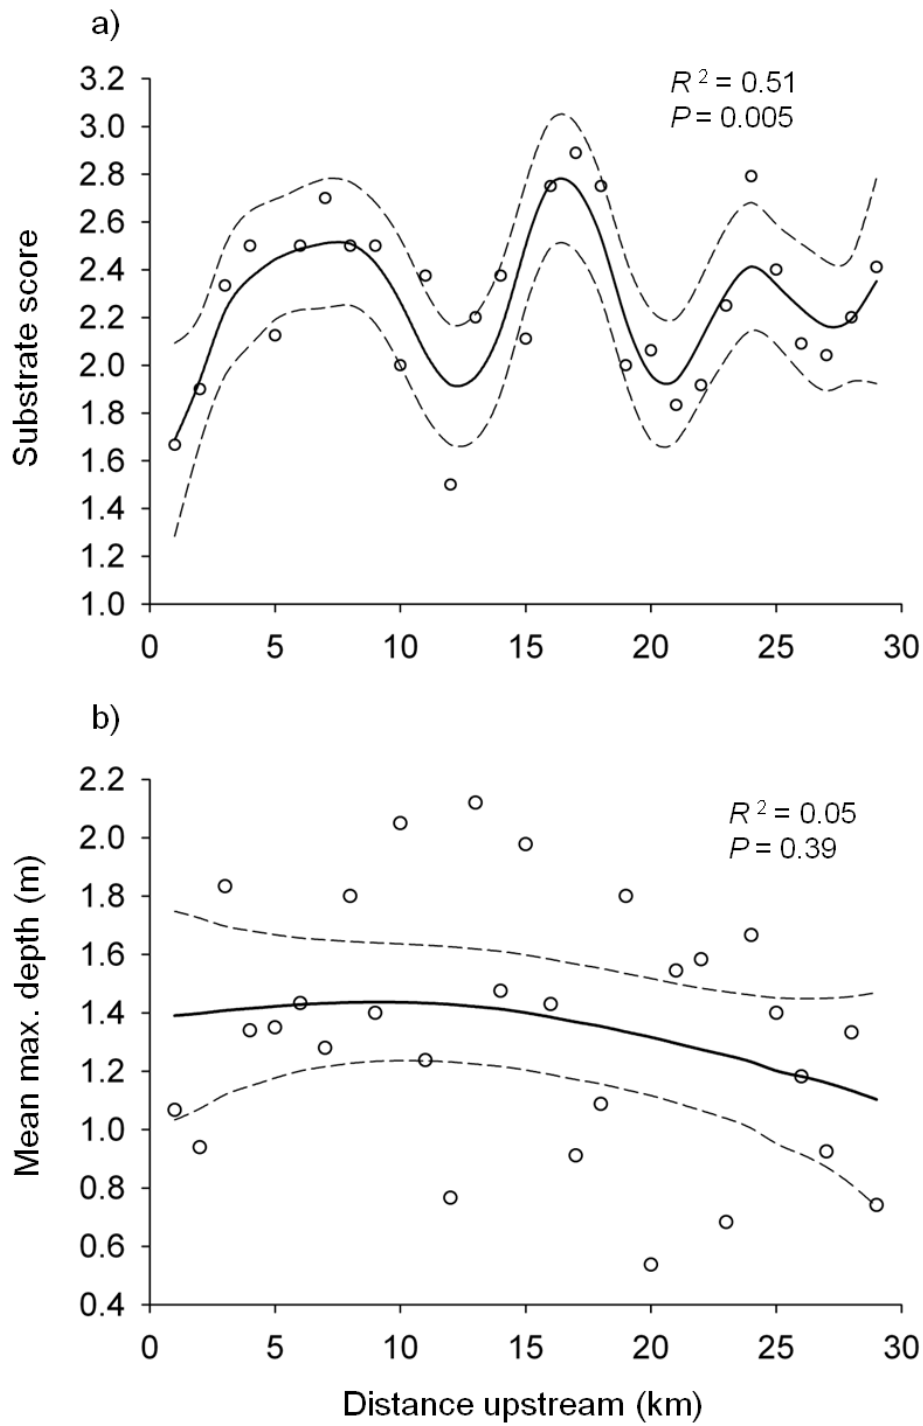 a)
R² = 0.51
P = 0.005
Substrate score
3.2
3.0
2.8
2.6
2.4
2.2
2.0
1.8
1.6
1.4
1.2
1.0
0 5 10 15 20 25 30
b)
R² = 0.05
P = 0.39
Mean max. depth (m)
2.2
2.0
1.8
1.6
1.4
1.2
1.0
0.8
0.6
0.4
0 5 10 15 20 25 30
Distance upstream (km)